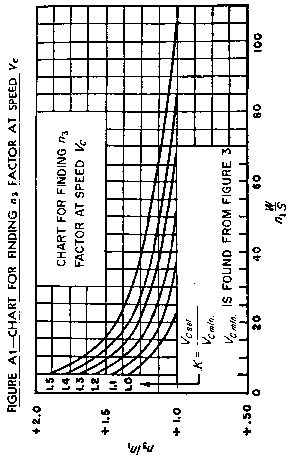 FIGURE A1—CHART FOR FINDING n3 FACTOR AT SPEED Vc
CHART FOR FINDING n3
FACTOR AT SPEED Vc
+2.0
+1.5
+1.0
+.50
n3/n1
1.5
1.4
1.3
1.2
1.1
1.0
K = Vc sel / Vc min.
Vc min. IS FOUND FROM FIGURE 3
0
20
40
60
80
100
W / n1 S